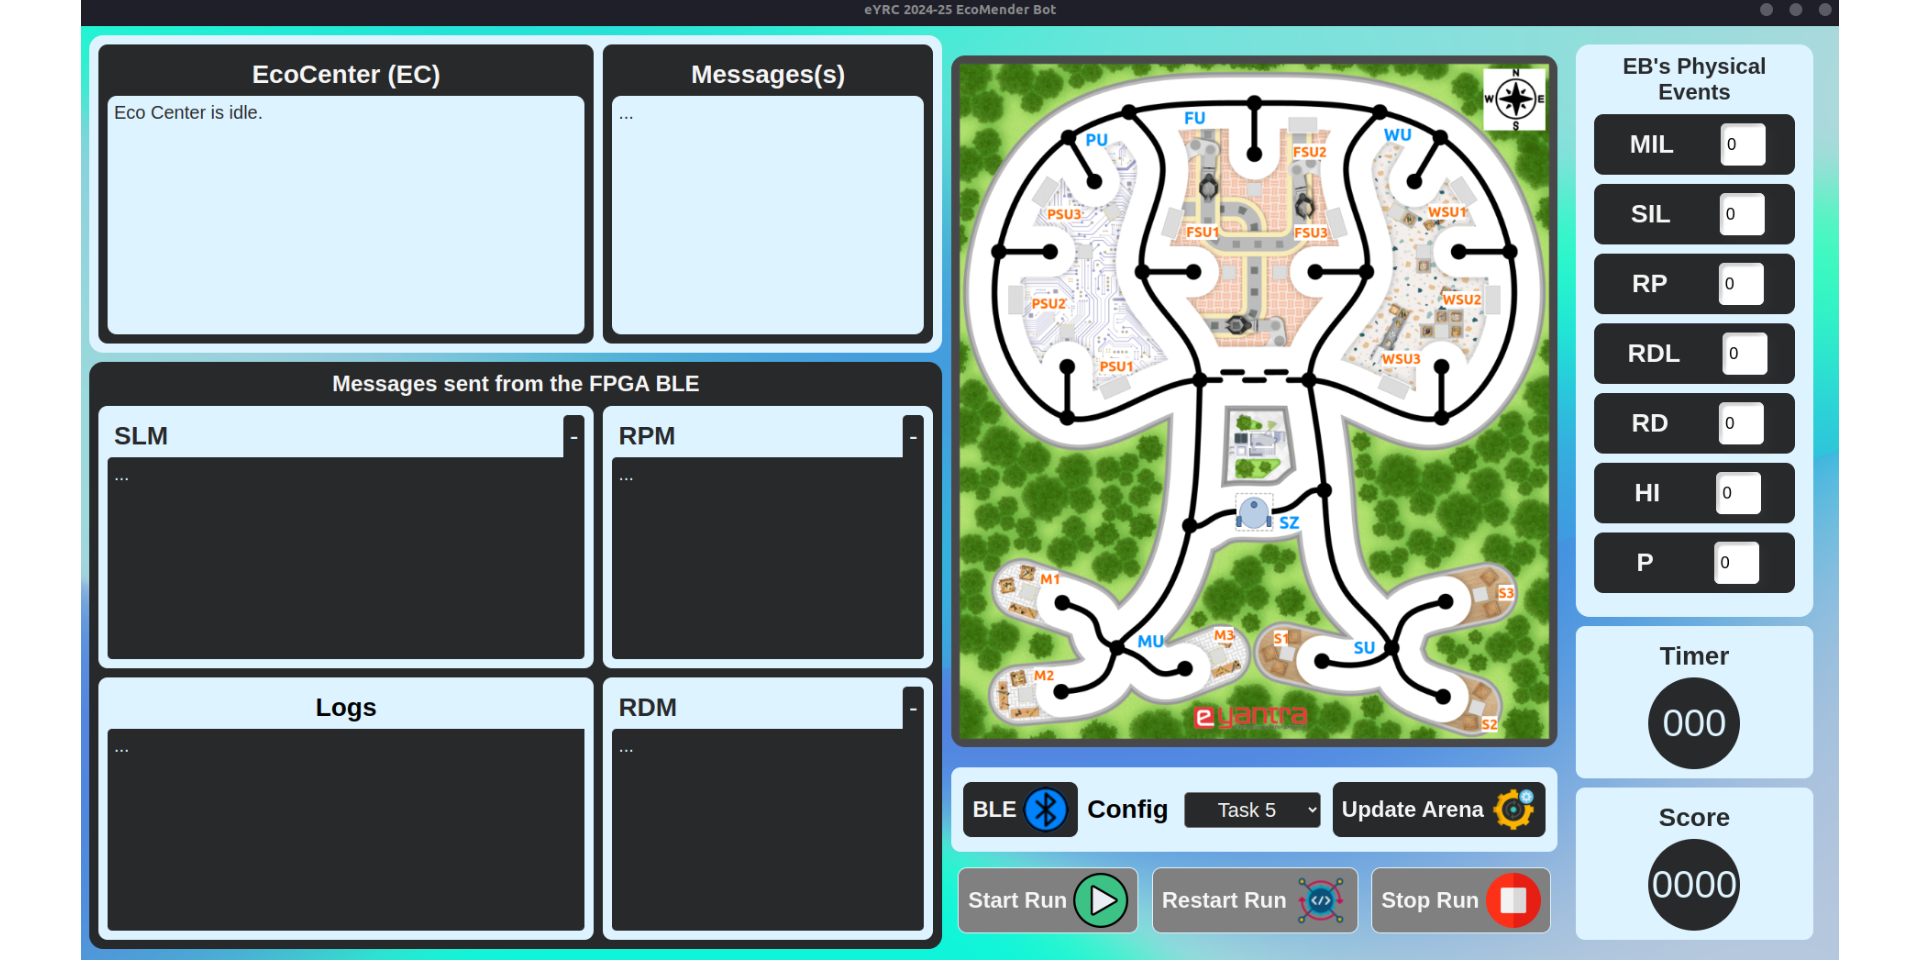 eYRC 2024-25 EcoMender Bot
EcoCenter (EC)
Eco Center is idle.
Messages(s)
...
Messages sent from the FPGA BLE
SLM
-
...
RPM
-
...
Logs
...
RDM
-
...
N
W E
S
FU
PU
WU
FSU2
PSU3
WSU1
FSU1
FSU3
PSU2
WSU2
PSU1
WSU3
SZ
M1
S3
MU
M3
S1
SU
M2
S2
e yantra
BLE
Config
Task 5
Update Arena
Start Run
Restart Run
</>
Stop Run
EB's Physical
Events
MIL 0
SIL 0
RP 0
RDL 0
RD 0
HI 0
P 0
Timer
000
Score
0000